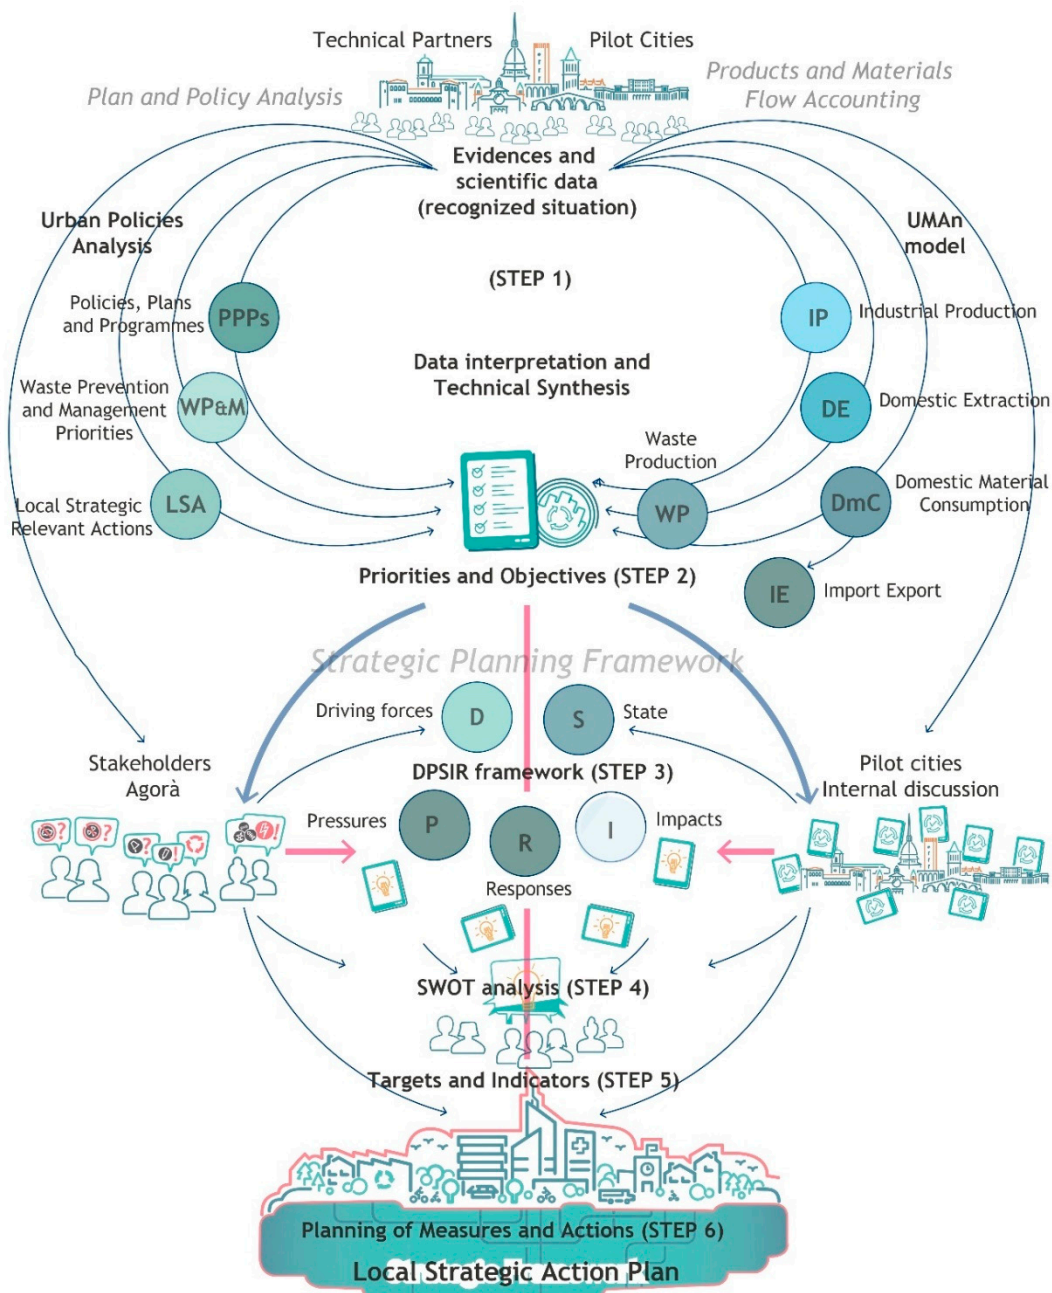 Technical Partners
Pilot Cities
Plan and Policy Analysis
Products and Materials
Flow Accounting
Evidences and
scientific data
(recognized situation)
Urban Policies
Analysis
UMAn
model
(STEP 1)
Policies, Plans
and Programmes
PPPs
IP
Industrial Production
Data interpretation and
Technical Synthesis
Waste Prevention
and Management
Priorities
WP&M
DE
Domestic Extraction
Waste
Production
Local Strategic
Relevant Actions
LSA
WP
DmC
Domestic Material
Consumption
Priorities and Objectives (STEP 2)
IE
Import Export
Strategic Planning Framework
Driving forces
D
S
State
Stakeholders
Agorà
DPSIR framework (STEP 3)
Pilot cities
Internal discussion
Pressures
P
R
I
Impacts
Responses
? ? ? ! !
SWOT analysis (STEP 4)
Targets and Indicators (STEP 5)
Planning of Measures and Actions (STEP 6)
Local Strategic Action Plan